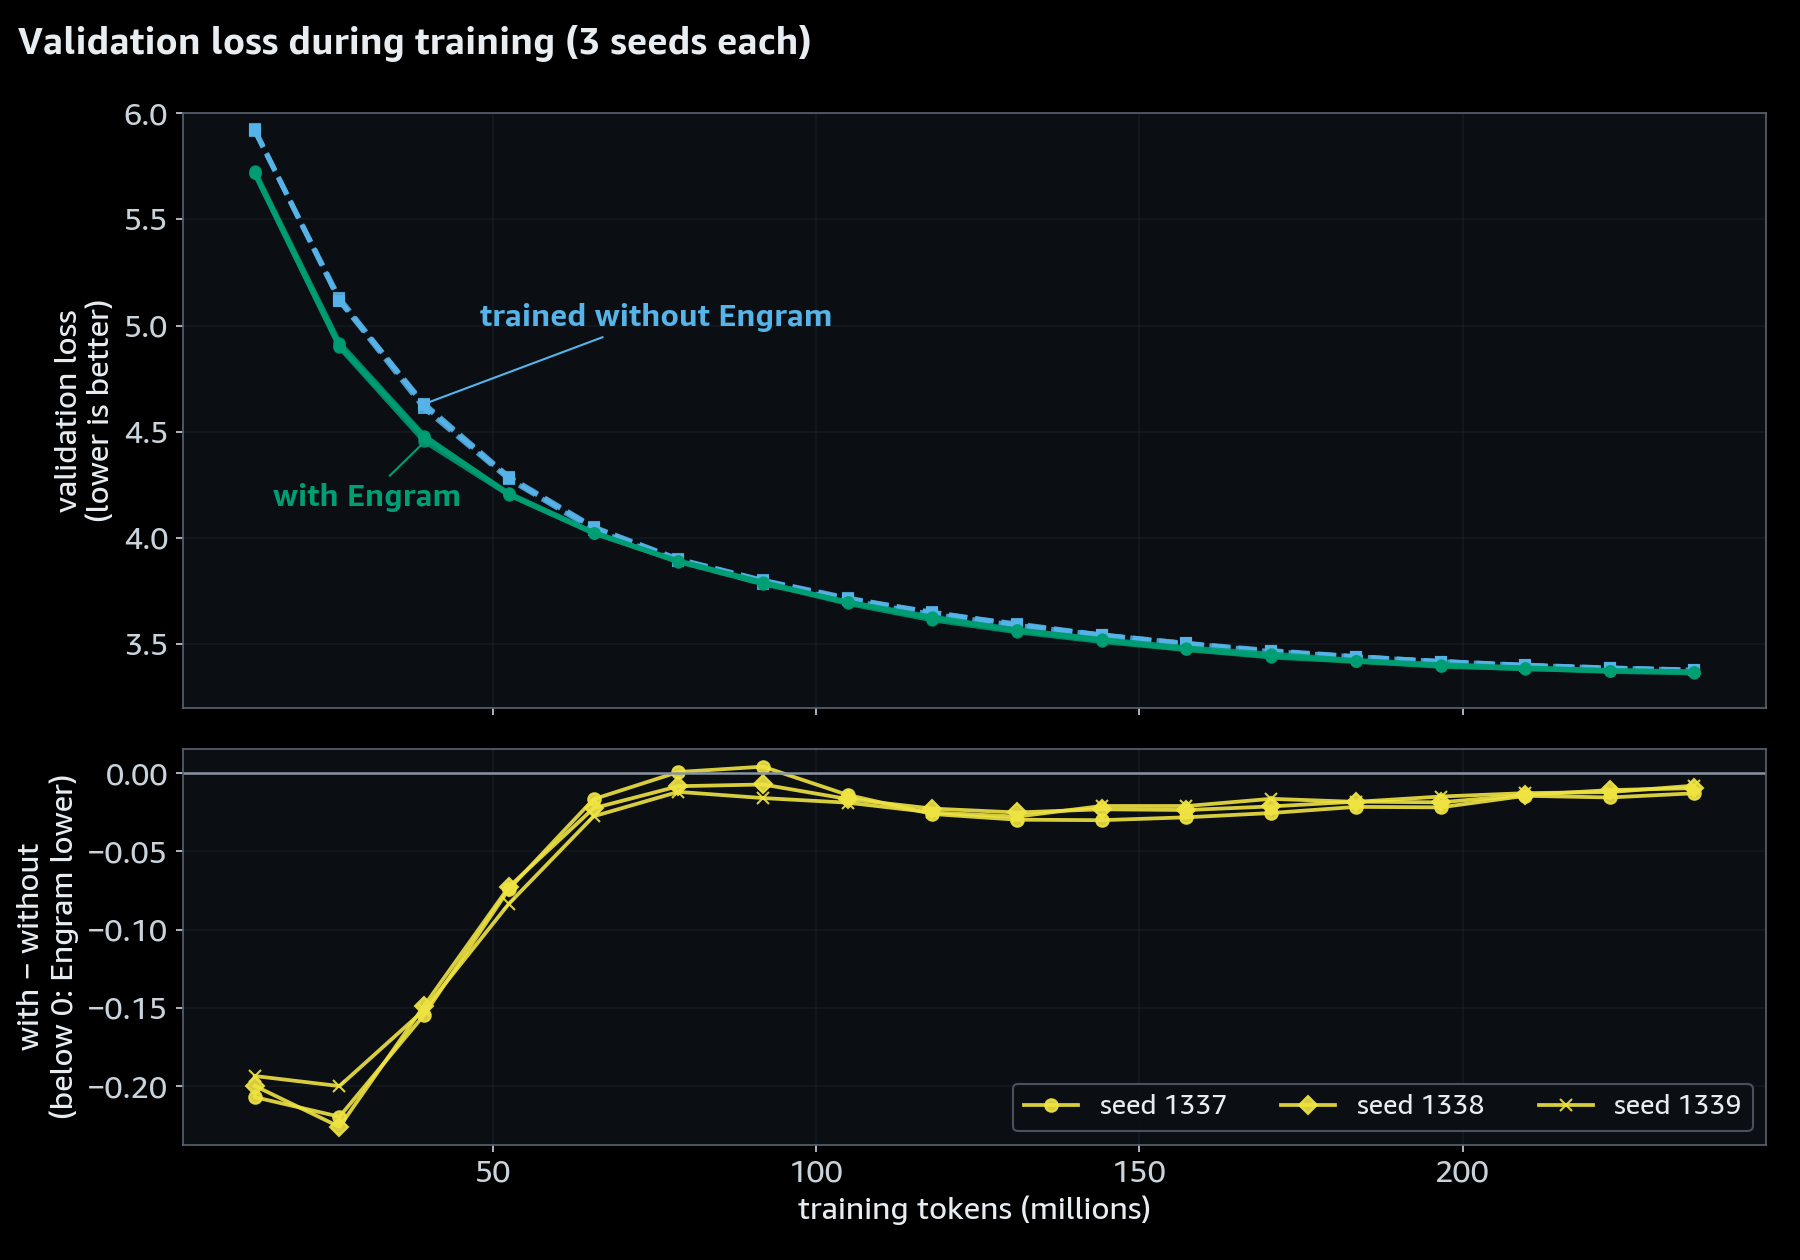 Validation loss during training (3 seeds each)
6.0
5.5
5.0
4.5
4.0
3.5
validation loss
(lower is better)
trained without Engram
with Engram
0.00
−0.05
−0.10
−0.15
−0.20
with − without
(below 0: Engram lower)
seed 1337
seed 1338
seed 1339
50
100
150
200
training tokens (millions)